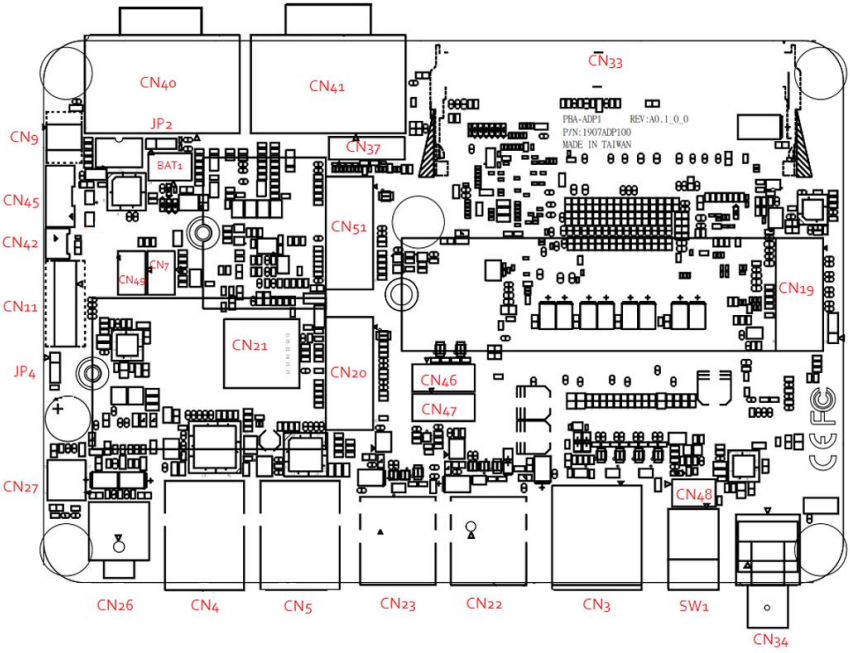 CN40
CN41
CN33
JP2
PBA-ADP1 REV:A0.1_0_0
P/N:1907ADP100
MADE IN TAIWAN
CN9
CN37
BAT1
CN45
CN51
CN42
CN49
CN7
CN11
CN19
CN21
CN20
JP4
CN46
CN47
CE FC
CN27
CN48
CN26
CN4
CN5
CN23
CN22
CN3
SW1
CN34